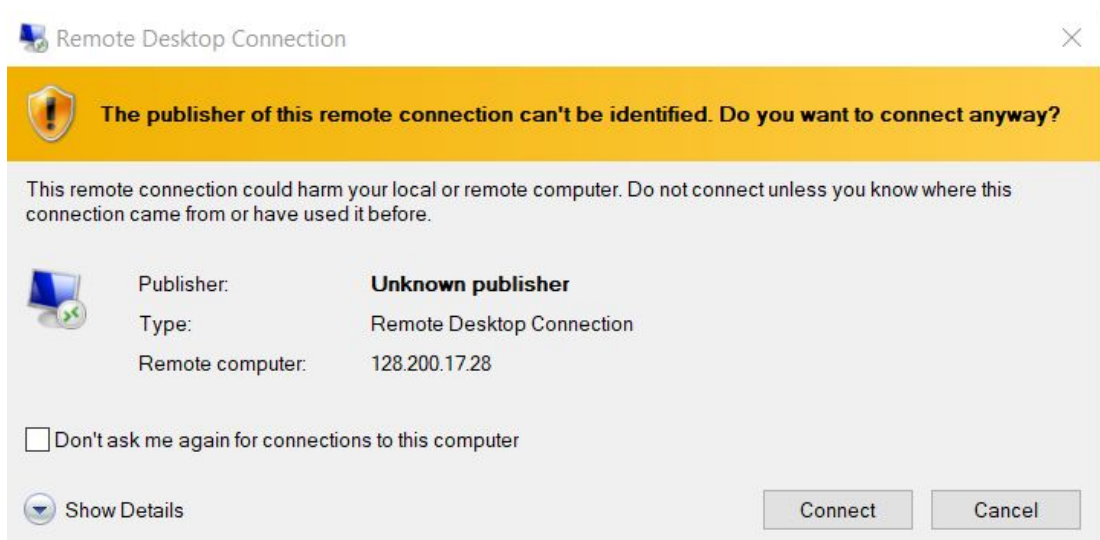 Remote Desktop Connection
The publisher of this remote connection can't be identified. Do you want to connect anyway?
This remote connection could harm your local or remote computer. Do not connect unless you know where this
connection came from or have used it before.
Publisher: Unknown publisher
Type: Remote Desktop Connection
Remote computer: 128.200.17.28
Don't ask me again for connections to this computer
Show Details Connect Cancel